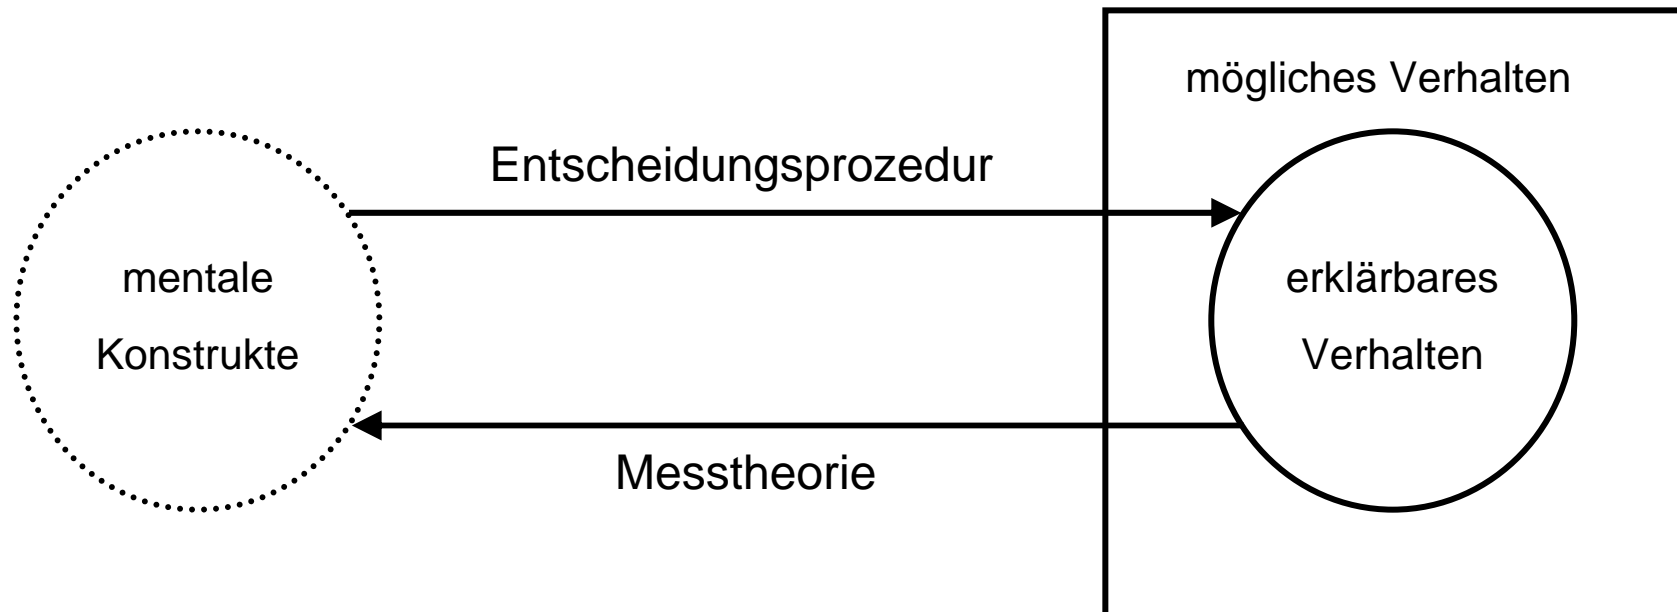 mögliches Verhalten
Entscheidungsprozedur
mentale
Konstrukte
erklärbares
Verhalten
Messtheorie